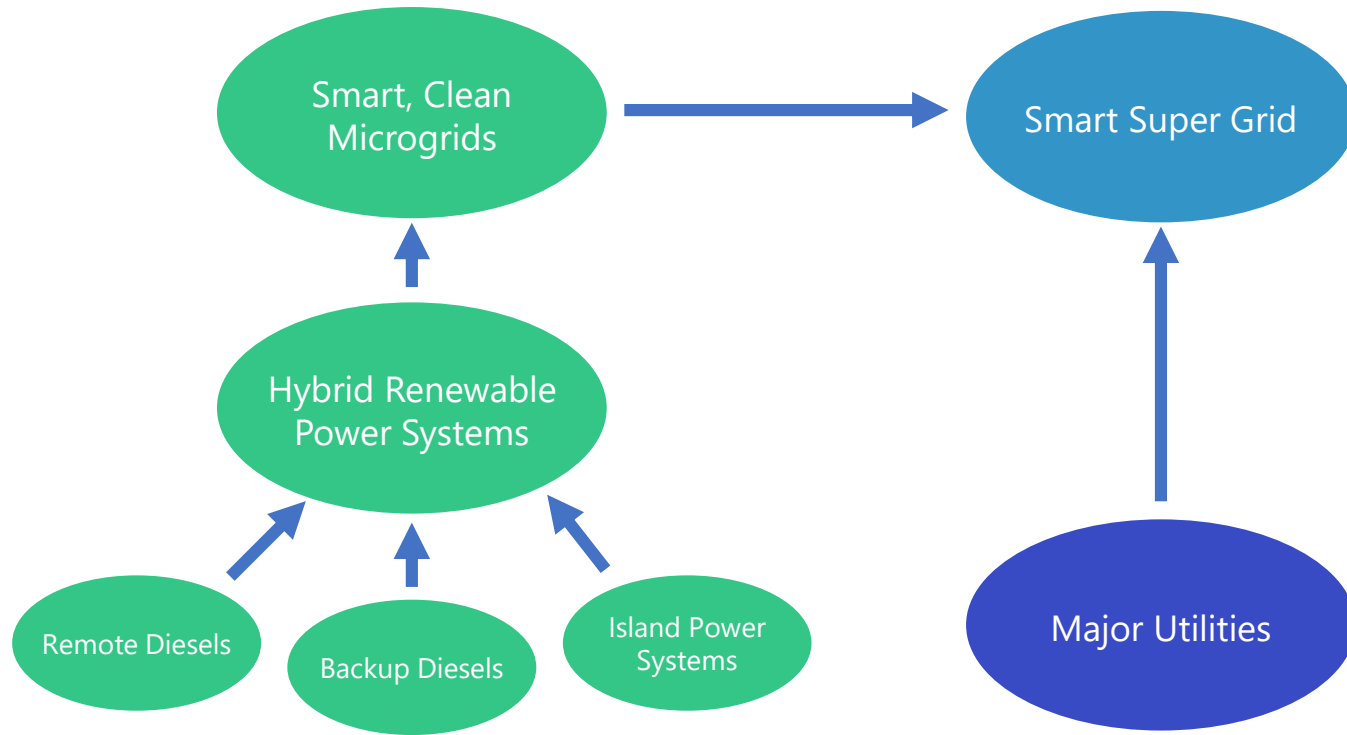 Smart, Clean
Microgrids
Smart Super Grid
Hybrid Renewable
Power Systems
Remote Diesels
Backup Diesels
Island Power
Systems
Major Utilities